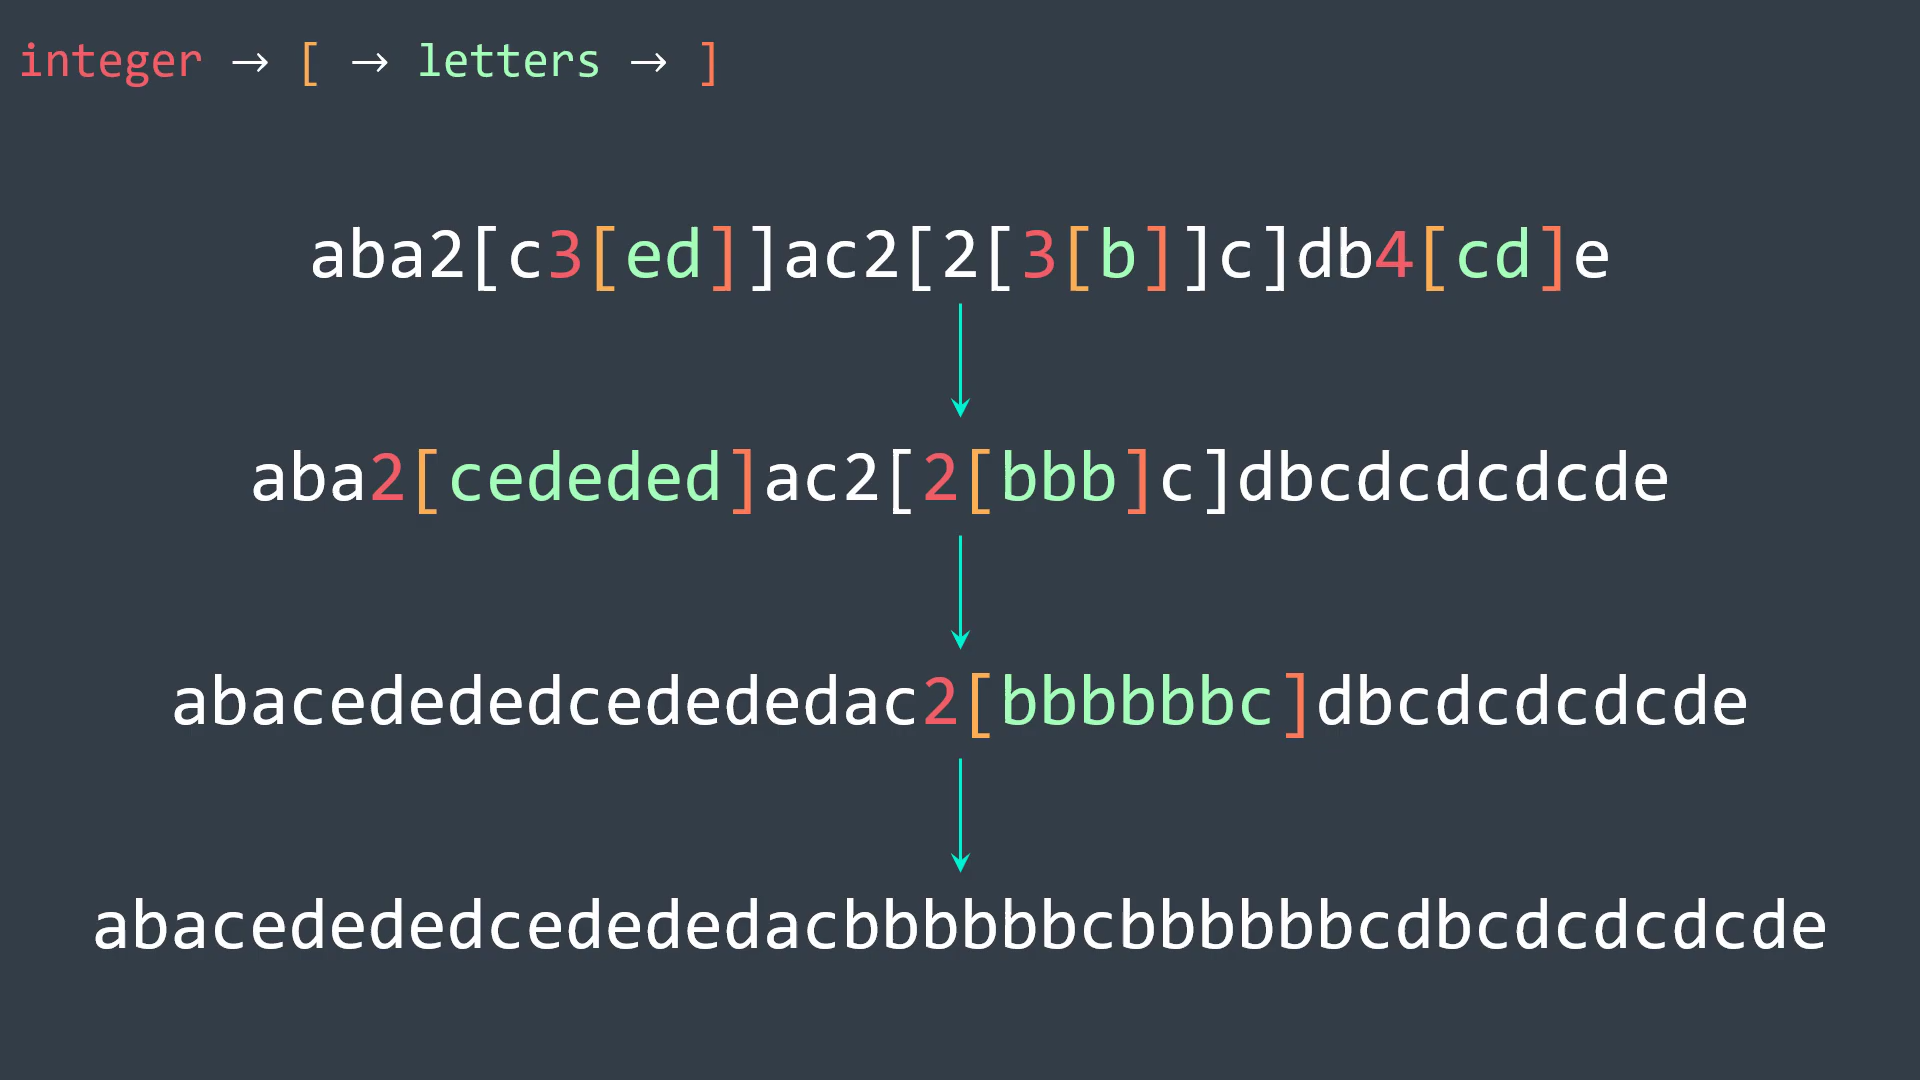 integer → [ → letters → ]
aba2[c3[ed]]ac2[2[3[b]]c]db4[cd]e
aba2[cededed]ac2[2[bbb]c]dbcdcdcdcde
abacedededcedededac2[bbbbbbc]dbcdcdcdcde
abacedededcedededacbbbbbbcbbbbbbcdbcdcdcdcde